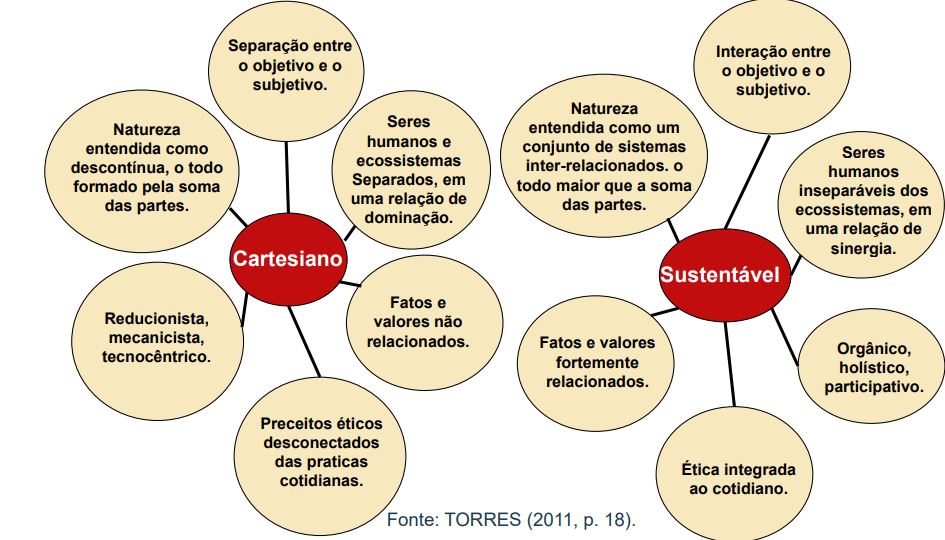 Separação entre
o objetivo e o
subjetivo.
Natureza
entendida como
descontínua, o todo
formado pela soma
das partes.
Seres
humanos e
ecossistemas
Separados, em
uma relação de
dominação.
Cartesiano
Reducionista,
mecanicista,
tecnocêntrico.
Fatos e
valores não
relacionados.
Preceitos éticos
desconectados
das praticas
cotidianas.
Interação entre
o objetivo e o
subjetivo.
Natureza
entendida como um
conjunto de sistemas
inter-relacionados. o
todo maior que a soma
das partes.
Seres
humanos
inseparáveis dos
ecossistemas, em
uma relação de
sinergia.
Sustentável
Fatos e valores
fortemente
relacionados.
Orgânico,
holístico,
participativo.
Ética integrada
ao cotidiano.
Fonte: TORRES (2011, p. 18).